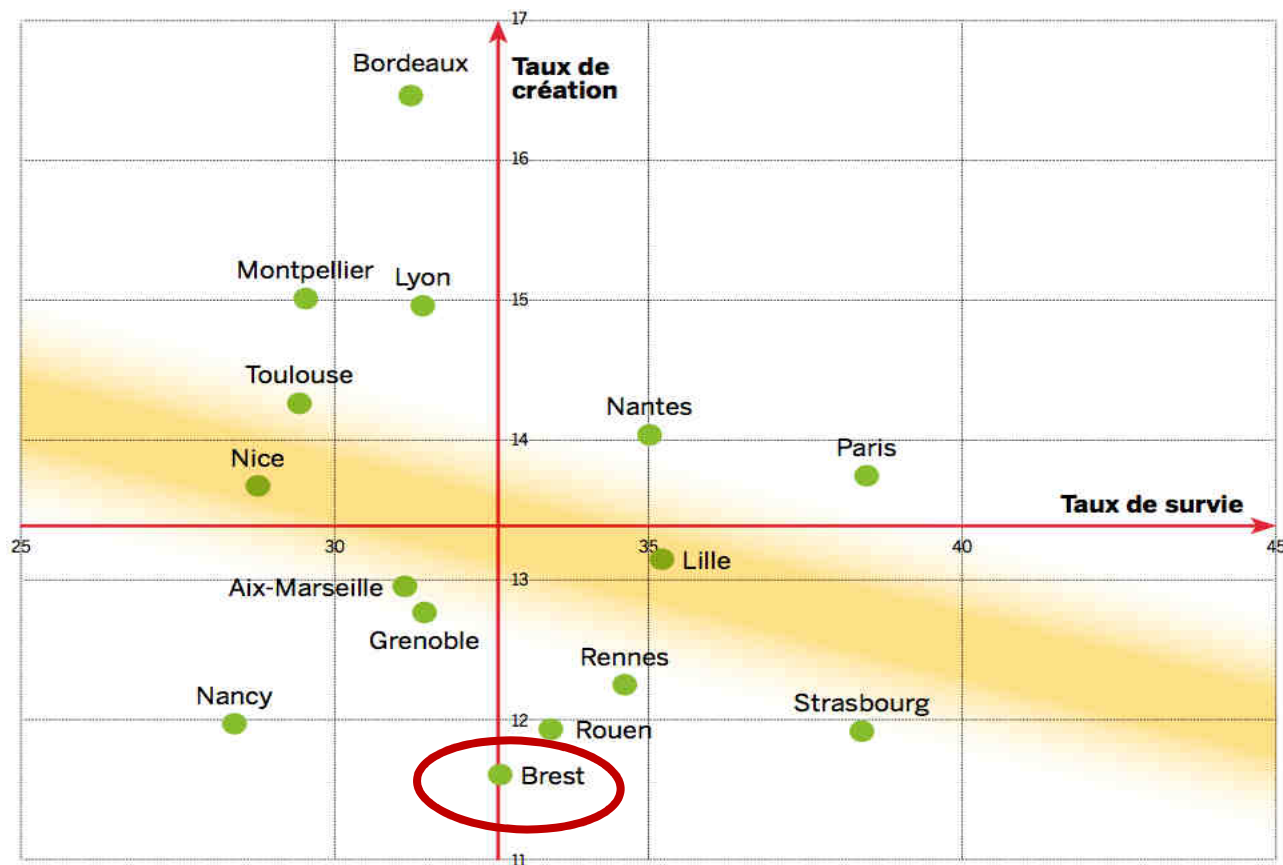 17
Bordeaux
Taux de
création
16
Montpellier
Lyon
15
Toulouse
Nantes
14
Paris
Nice
Taux de survie
25
30
35
40
45
Lille
13
Aix-Marseille
Grenoble
Rennes
Nancy
Strasbourg
12
Rouen
Brest
11